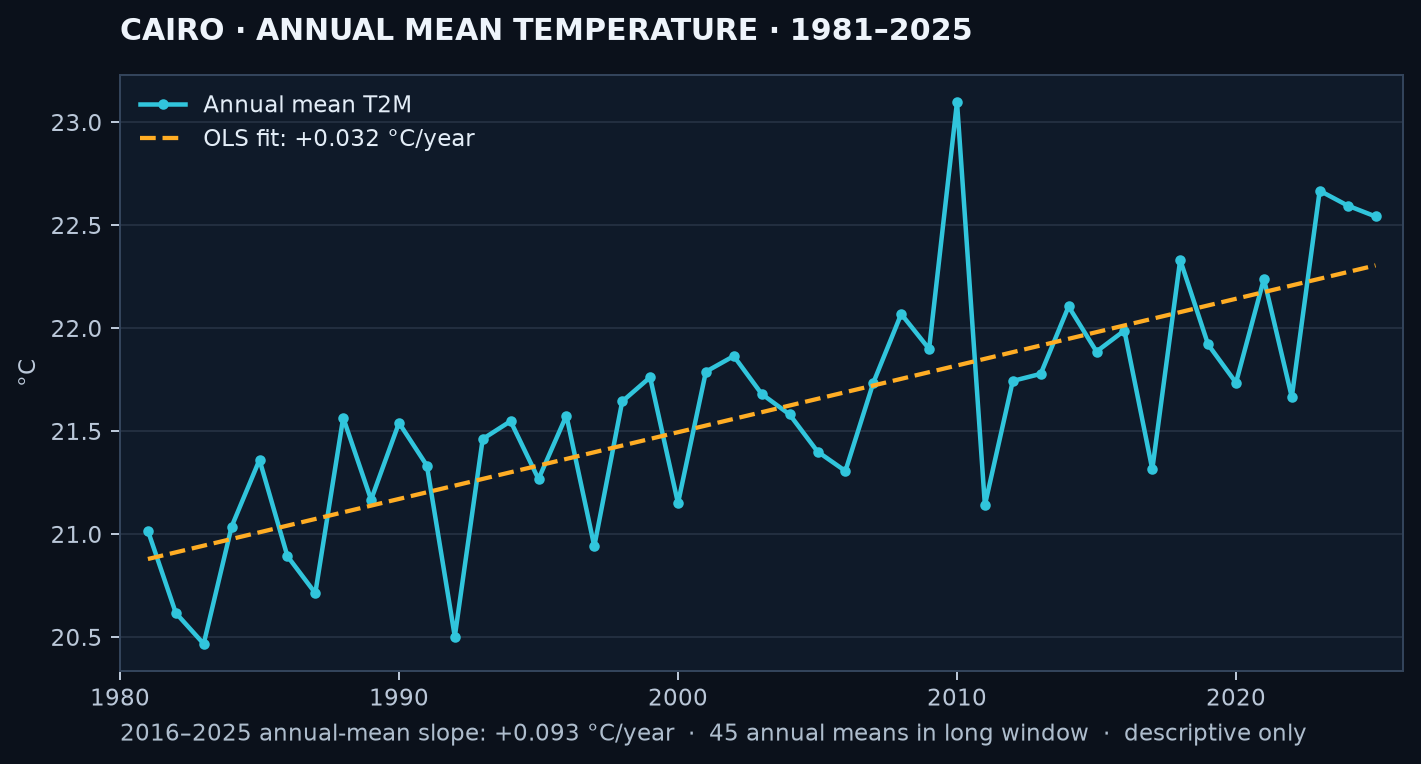 CAIRO · ANNUAL MEAN TEMPERATURE · 1981–2025
Annual mean T2M
OLS fit: +0.032 °C/year
23.0
22.5
22.0
21.5
21.0
20.5
°C
1980 1990 2000 2010 2020
2016–2025 annual-mean slope: +0.093 °C/year · 45 annual means in long window · descriptive only